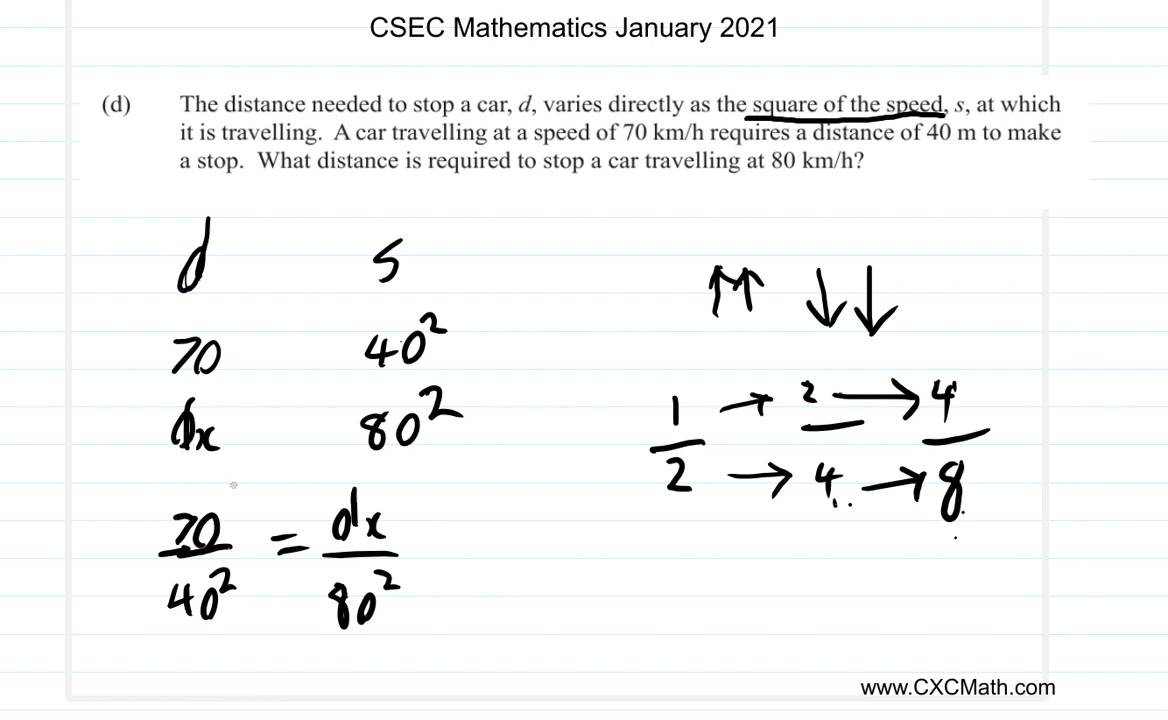 CSEC Mathematics January 2021
(d) The distance needed to stop a car, d, varies directly as the square of the speed, s, at which
it is travelling. A car travelling at a speed of 70 km/h requires a distance of 40 m to make
a stop. What distance is required to stop a car travelling at 80 km/h?
d s
↑↑ ↓↓
70 40²
dx 80²
1 → 2 → 4
2 → 4 → 8
70 = dx
40² 80²
www.CXCMath.com